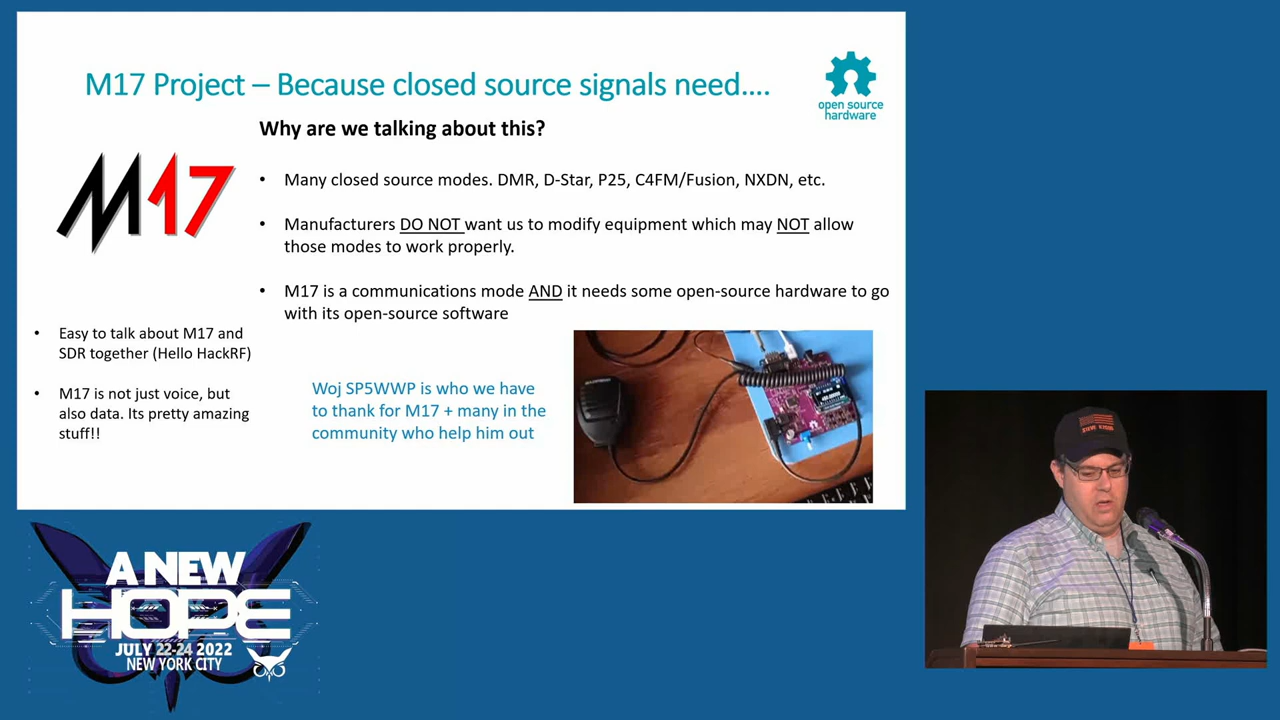 M17 Project – Because closed source signals need....
open source
hardware
Why are we talking about this?
M17
• Many closed source modes. DMR, D-Star, P25, C4FM/Fusion, NXDN, etc.
• Manufacturers DO NOT want us to modify equipment which may NOT allow
those modes to work properly.
• M17 is a communications mode AND it needs some open-source hardware to go
with its open-source software
• Easy to talk about M17 and
SDR together (Hello HackRF)
• M17 is not just voice, but
also data. Its pretty amazing
stuff!!
Woj SP5WWP is who we have
to thank for M17 + many in the
community who help him out
A NEW
HOPE
JULY 22-24 2022
NEW YORK CITY